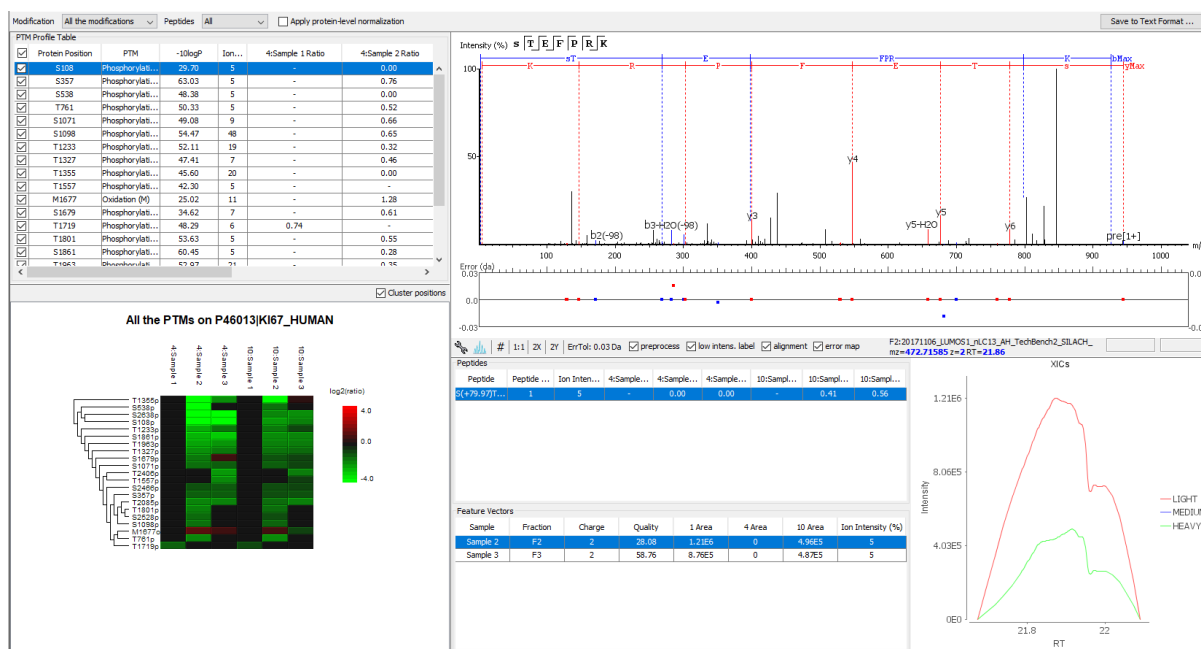 Modification All the modifications Peptides All Apply protein-level normalization Save to Text Format ...
PTM Profile Table
Protein Position PTM -10logP Ion... 4:Sample 1 Ratio 4:Sample 2 Ratio
S108 Phosphorylati... 29.70 5 - 0.00
S357 Phosphorylati... 63.03 5 - 0.76
S538 Phosphorylati... 48.38 5 - 0.00
T761 Phosphorylati... 50.33 5 - 0.52
S1071 Phosphorylati... 49.08 9 - 0.66
S1098 Phosphorylati... 54.47 48 - 0.65
T1233 Phosphorylati... 52.11 19 - 0.32
T1327 Phosphorylati... 47.41 7 - 0.46
T1355 Phosphorylati... 45.60 20 - 0.00
T1557 Phosphorylati... 42.30 5 - -
M1677 Oxidation (M) 25.02 11 - 1.28
S1679 Phosphorylati... 34.62 7 - 0.61
T1719 Phosphorylati... 48.29 6 0.74 -
T1801 Phosphorylati... 53.63 5 - 0.55
S1861 Phosphorylati... 60.45 5 - 0.28
T1963 Phosphorylati... 52.97 21 - 0.35
Cluster positions
All the PTMs on P46013|KI67_HUMAN
4:Sample 1
4:Sample 2
4:Sample 3
10:Sample 1
10:Sample 2
10:Sample 3
log2(ratio)
4.0
0.0
-4.0
T1355p
S538p
S2638p
S108p
T1233p
S1861p
T1963p
T1327p
S1679p
S1071p
T2406p
T1557p
S2466p
S357p
T2085p
T1801p
S2528p
S1098p
M1677o
T761p
T1719p
Intensity (%) s T E F P R K
sT E FPR K bMax
K R P F E T s yMax
100
50
y4
y3
y5
y5-H2O
y6
b2(-98)
b3-H2O(-98)
pre[1+]
100 200 300 400 500 600 700 800 900 1000 m/
Error (da)
0.03 0.0
0.0 0.0
-0.03 -0.0
# 1:1 2X 2Y ErrTol: 0.03 Da preprocess low intens. label alignment error map
F2:20171106_LUMOS1_nLC13_AH_TechBench2_SILACH_
mz=472.71585 z=2 RT=21.86
Peptides
Peptide Peptide ... Ion Inten... 4:Sample... 4:Sample... 4:Sample... 10:Sampl... 10:Sampl... 10:Sampl...
S(+79.97)T... 1 5 - 0.00 0.00 - 0.41 0.56
Feature Vectors
Sample Fraction Charge Quality 1 Area 4 Area 10 Area Ion Intensity (%)
Sample 2 F2 2 28.08 1.21E6 0 4.96E5 5
Sample 3 F3 2 58.76 8.76E5 0 4.87E5 5
XICs
Intensity
1.21E6
8.06E5
4.03E5
0E0
21.8 22
RT
LIGHT
MEDIUM
HEAVY